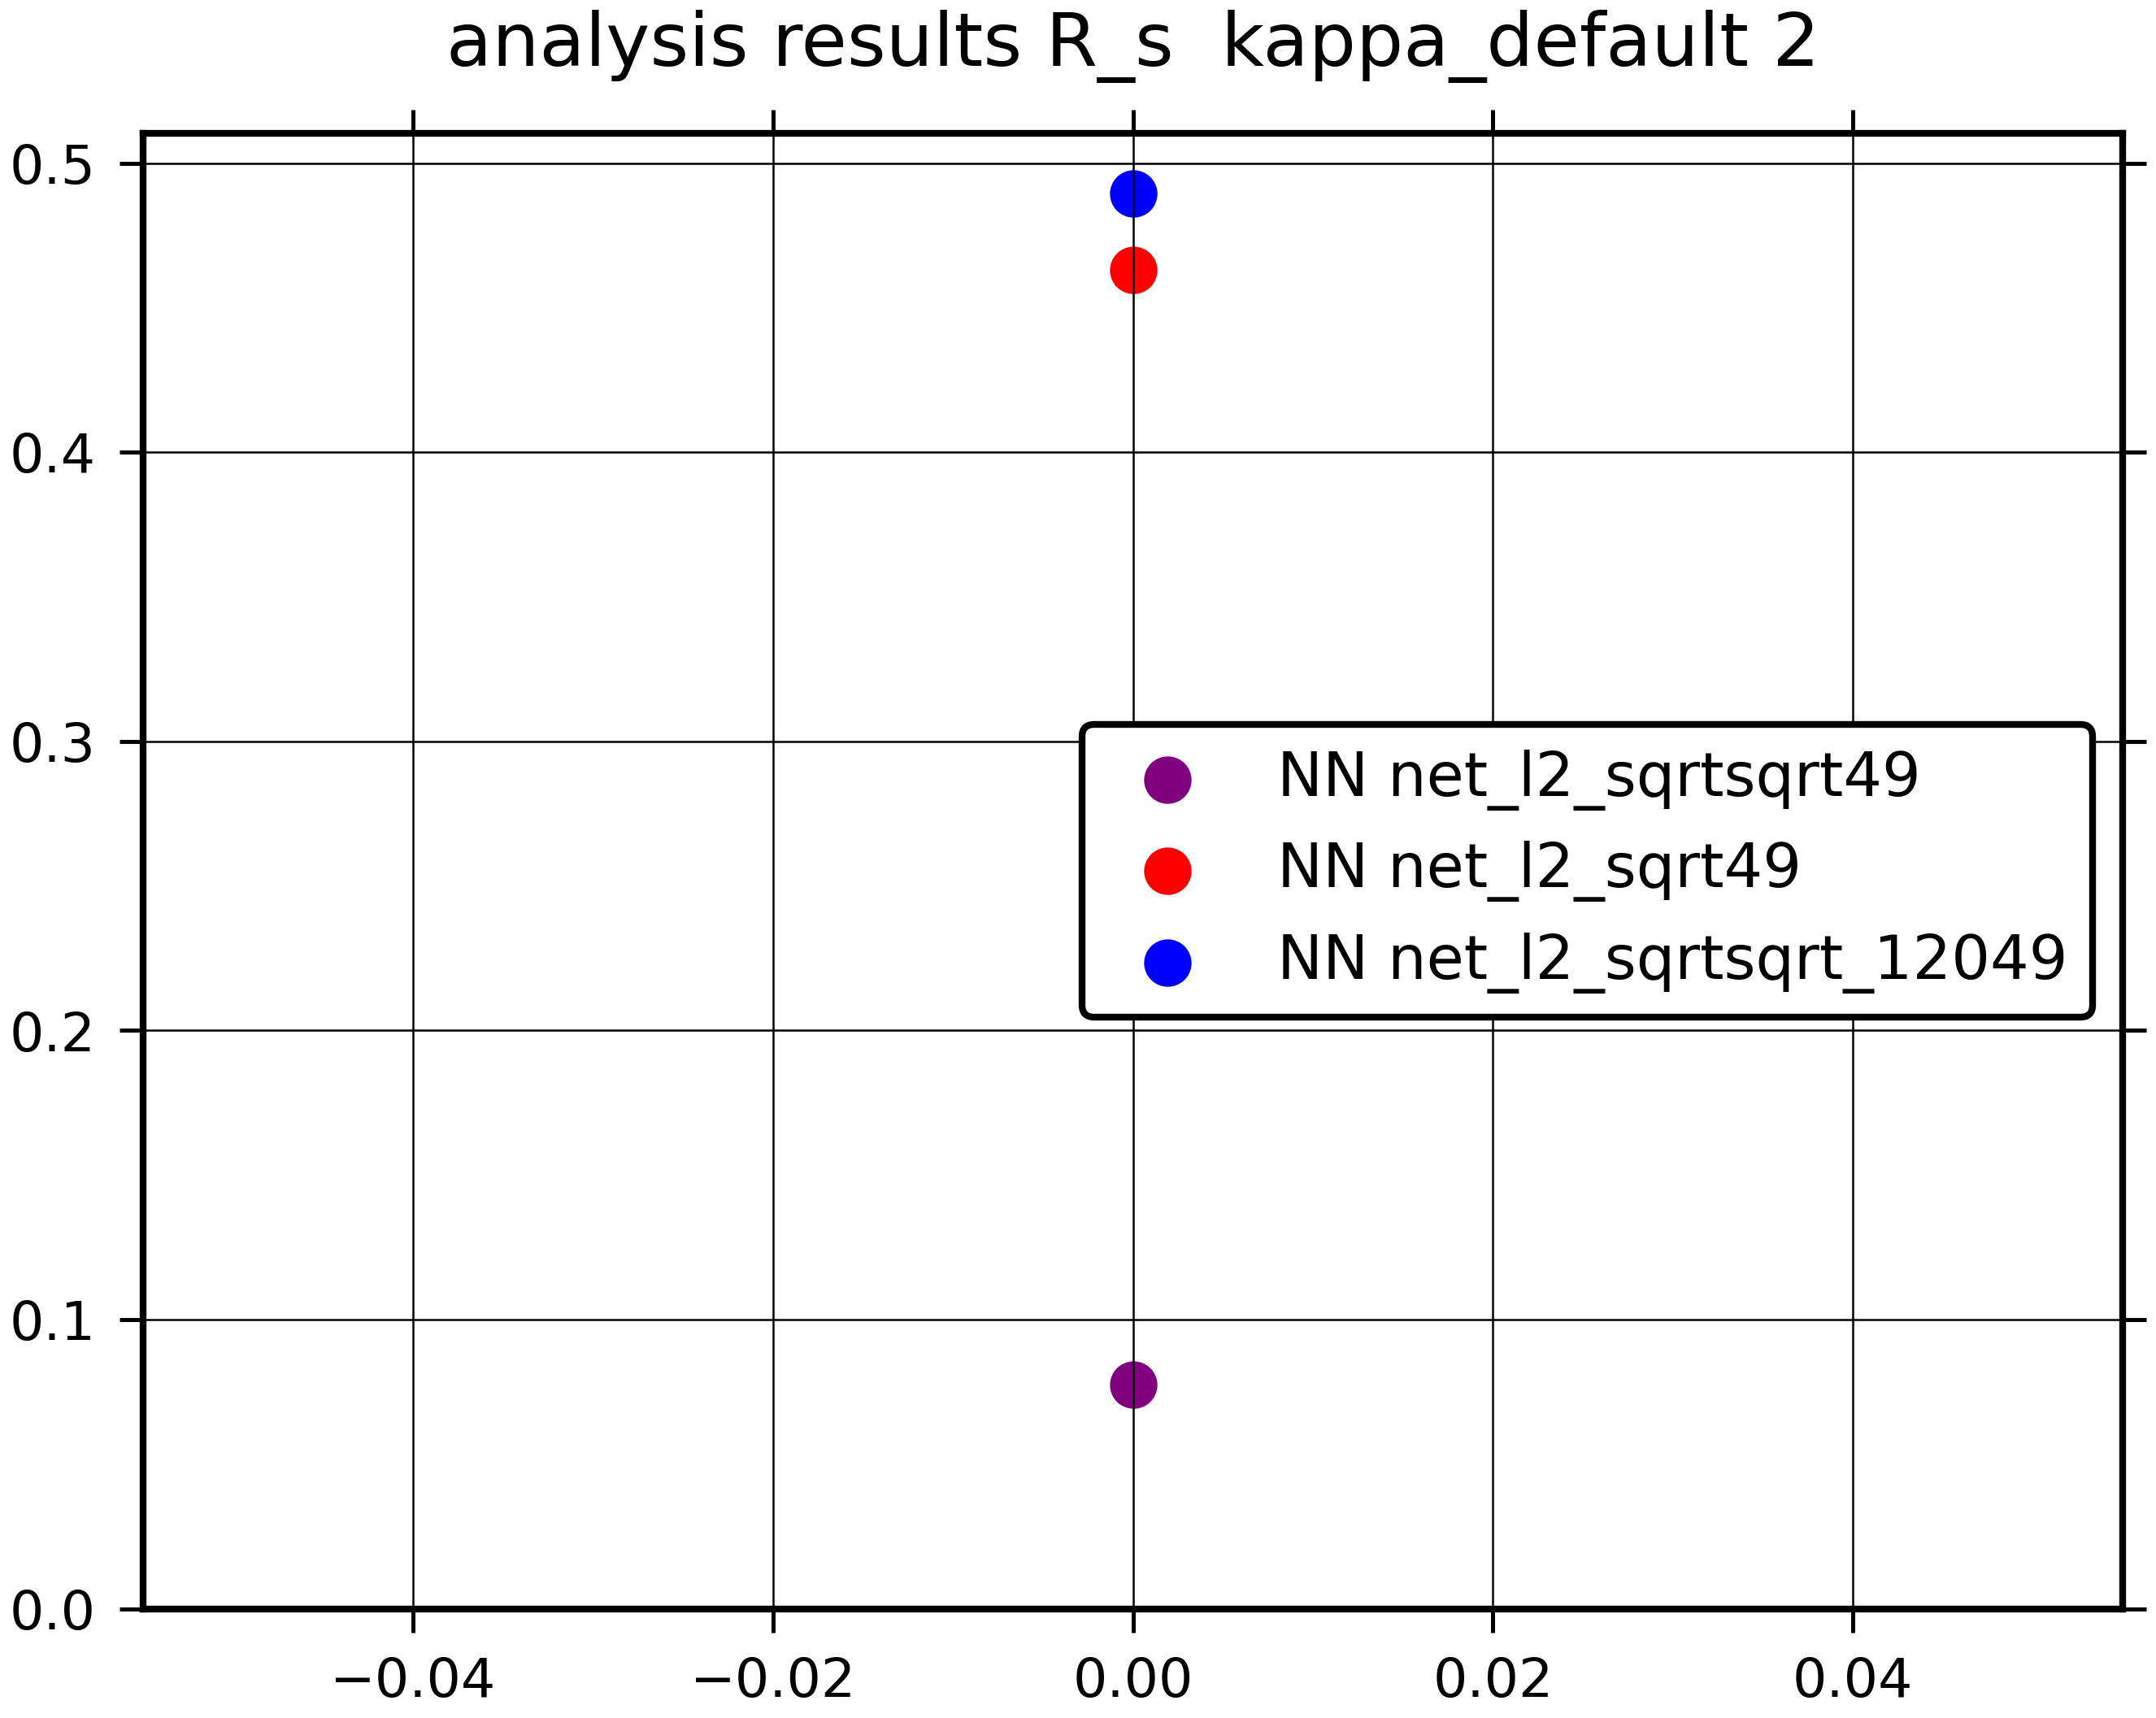 analysis results R_s  kappa_default 2
0.5
0.4
0.3
0.2
0.1
0.0
NN net_l2_sqrtsqrt49
NN net_l2_sqrt49
NN net_l2_sqrtsqrt_12049
−0.04 −0.02 0.00 0.02 0.04